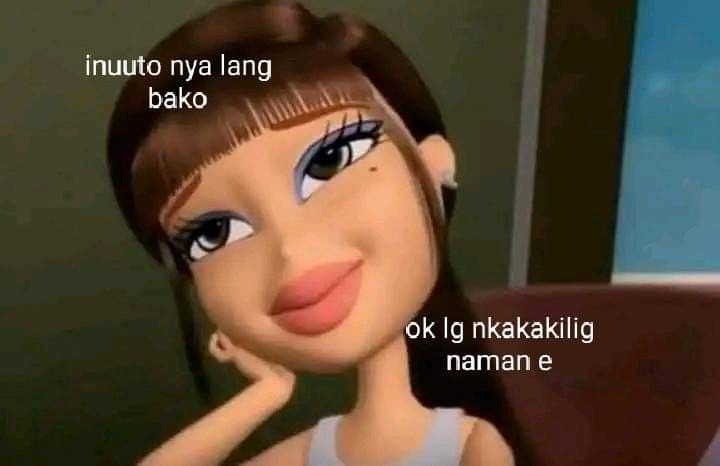 inuuto nya lang
bako
ok lg nkakakilig
naman e